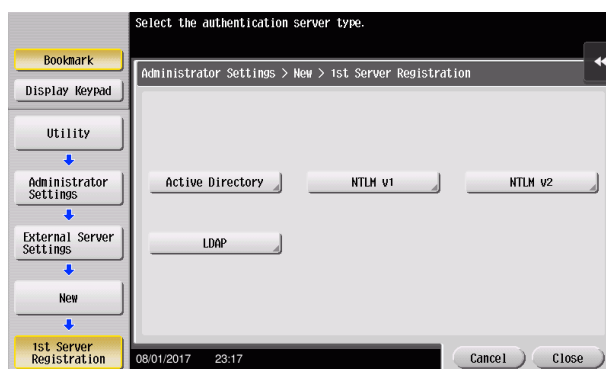 Select the authentication server type.
Bookmark
Display Keypad
Utility
Administrator
Settings
External Server
Settings
New
1st Server
Registration
Administrator Settings > New > 1st Server Registration
Active Directory
NTLM v1
NTLM v2
LDAP
08/01/2017 23:17
Cancel
Close